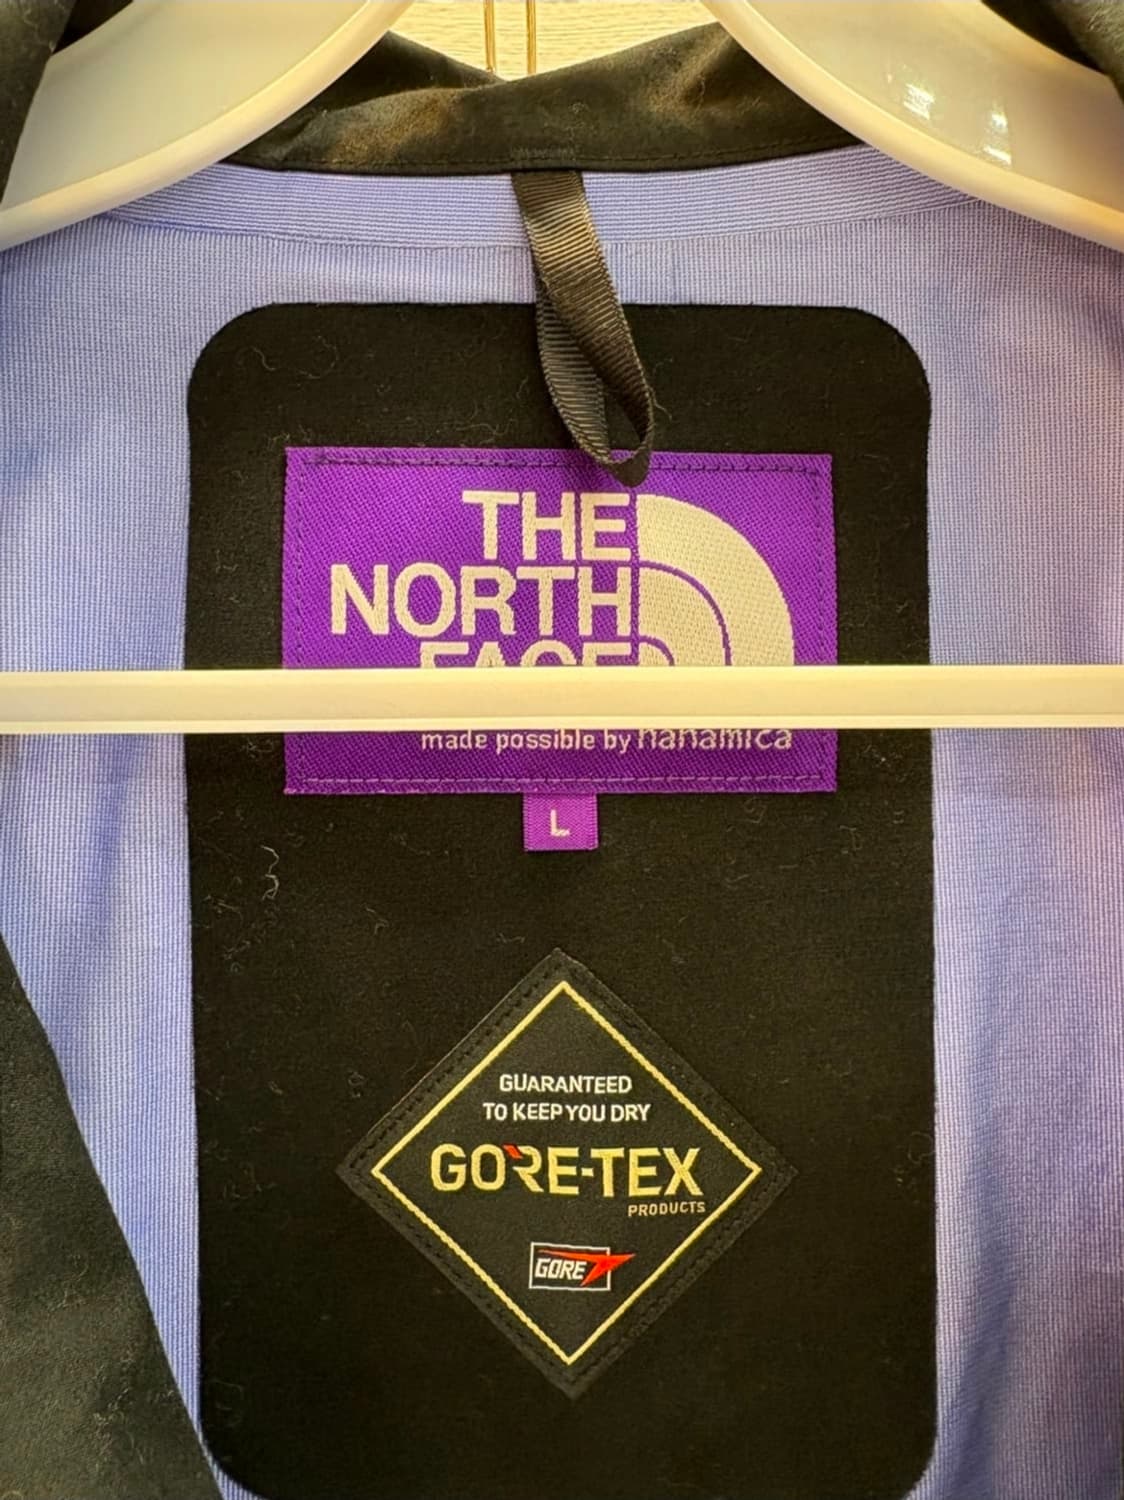 THE
NORTH
FACE
made possible by nanamica
L
GUARANTEED
TO KEEP YOU DRY
GORE-TEX
PRODUCTS
GORE